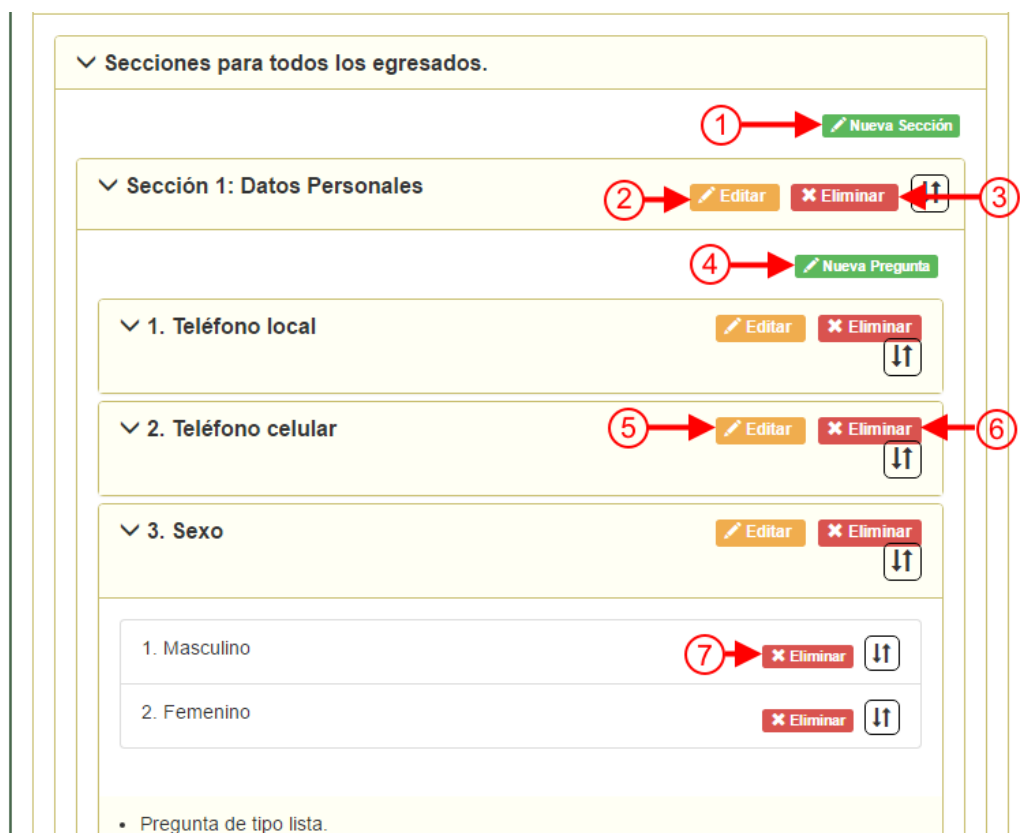 Secciones para todos los egresados.
1 Nueva Sección
Sección 1: Datos Personales 2 Editar Eliminar 3
4 Nueva Pregunta
1. Teléfono local Editar Eliminar
2. Teléfono celular 5 Editar Eliminar 6
3. Sexo Editar Eliminar
1. Masculino 7 Eliminar
2. Femenino Eliminar
• Pregunta de tipo lista.